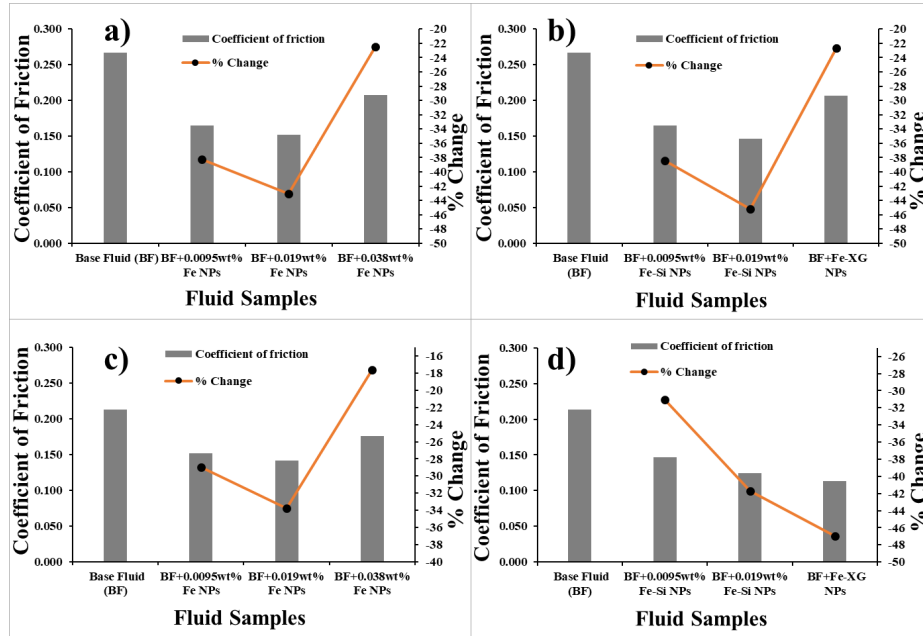 a)
Coefficient of friction
% Change
0.300
0.250
0.200
0.150
0.100
0.050
0.000
Coefficient of Friction
-20
-22
-24
-26
-28
-30
-32
-34
-36
-38
-40
-42
-44
-46
-48
-50
% Change
Base Fluid (BF)
BF+0.0095wt%
Fe NPs
BF+0.019wt%
Fe NPs
BF+0.038wt%
Fe NPs
Fluid Samples
b)
Coefficient of friction
% Change
0.300
0.250
0.200
0.150
0.100
0.050
0.000
Coefficient of Friction
-20
-22
-24
-26
-28
-30
-32
-34
-36
-38
-40
-42
-44
-46
-48
-50
% Change
Base Fluid
(BF)
BF+0.0095wt%
Fe-Si NPs
BF+0.019wt%
Fe-Si NPs
BF+Fe-XG
NPs
Fluid Samples
c)
Coefficient of friction
% Change
0.300
0.250
0.200
0.150
0.100
0.050
0.000
Coefficient of Friction
-16
-18
-20
-22
-24
-26
-28
-30
-32
-34
-36
-38
-40
% Change
Base Fluid
(BF)
BF+0.0095wt%
Fe NPs
BF+0.019wt%
Fe NPs
BF+0.038wt%
Fe NPs
Fluid Samples
d)
Coefficient of friction
% Change
0.300
0.250
0.200
0.150
0.100
0.050
0.000
Coefficient of Friction
-26
-28
-30
-32
-34
-36
-38
-40
-42
-44
-46
-48
-50
% Change
Base Fluid
(BF)
BF+0.0095wt%
Fe-Si NPs
BF+0.019wt%
Fe-Si NPs
BF+Fe-XG
NPs
Fluid Samples